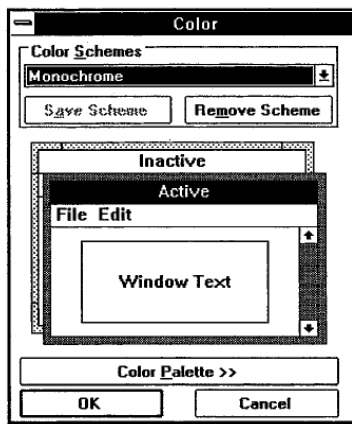 Color
Color Schemes
Monochrome
Save Scheme Remove Scheme
Inactive
Active
File Edit
Window Text
Color Palette >>
OK Cancel